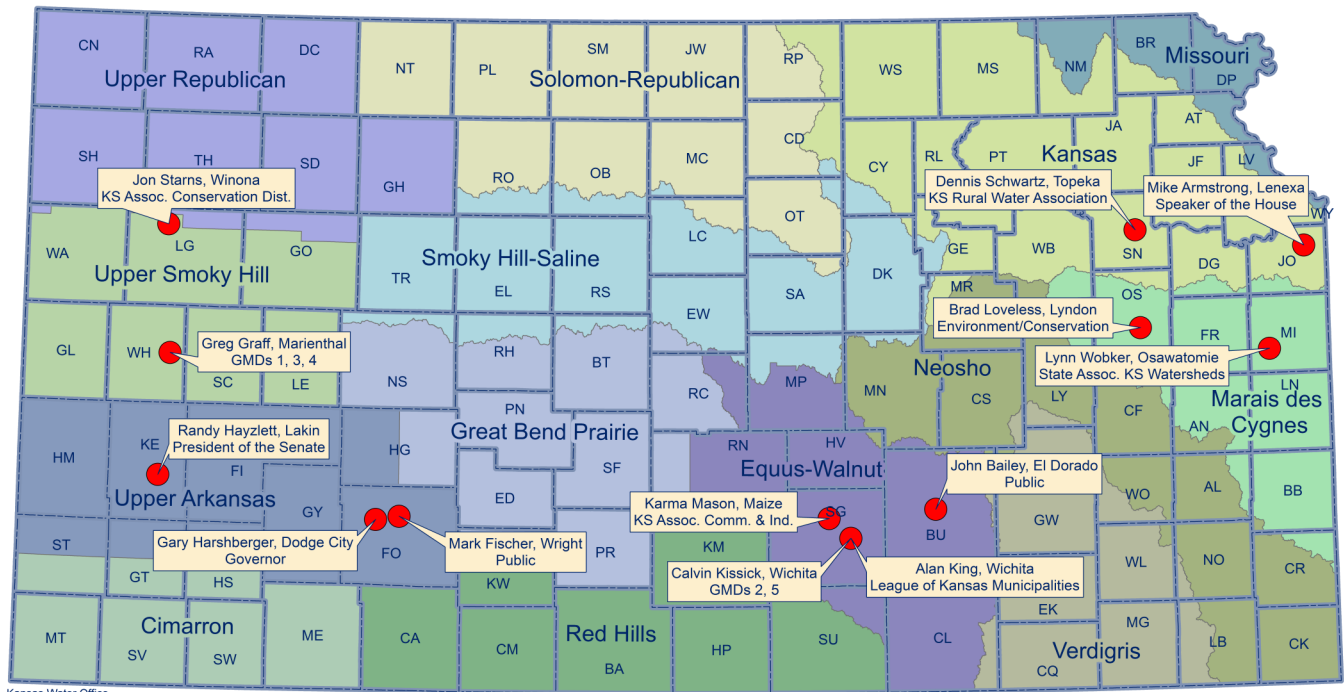 CN
RA
DC
NT
PL
SM
JW
RP
WS
MS
NM
BR
Missouri
DP
Upper Republican
Solomon-Republican
SH
TH
SD
GH
RO
OB
MC
CD
CY
RL
PT
JA
AT
Kansas
JF
LV
Jon Starns, Winona
KS Assoc. Conservation Dist.
Dennis Schwartz, Topeka
KS Rural Water Association
Mike Armstrong, Lenexa
Speaker of the House
WY
WA
LG
GO
Upper Smoky Hill
TR
Smoky Hill-Saline
EL
RS
LC
OT
SA
DK
GE
WB
SN
DG
JO
EW
MR
OS
Brad Loveless, Lyndon
Environment/Conservation
FR
MI
Lynn Wobker, Osawatomie
State Assoc. KS Watersheds
GL
WH
Greg Graff, Marienthal
GMDs 1, 3, 4
SC
LE
NS
RH
BT
RC
MP
MN
Neosho
CS
LY
CF
LN
Marais des
Cygnes
AN
HM
KE
Randy Hayzlett, Lakin
President of the Senate
FI
HG
PN
Great Bend Prairie
SF
RN
HV
Equus-Walnut
John Bailey, El Dorado
Public
Upper Arkansas
GY
ED
Karma Mason, Maize
KS Assoc. Comm. & Ind.
SG
BU
GW
WO
AL
BB
ST
Gary Harshberger, Dodge City
Governor
FO
Mark Fischer, Wright
Public
PR
KM
Calvin Kissick, Wichita
GMDs 2, 5
Alan King, Wichita
League of Kansas Municipalities
WL
NO
CR
GT
HS
KW
EK
MT
Cimarron
SV
SW
ME
CA
CM
Red Hills
BA
HP
SU
CL
MG
Verdigris
CQ
LB
CK
Kansas Water Office